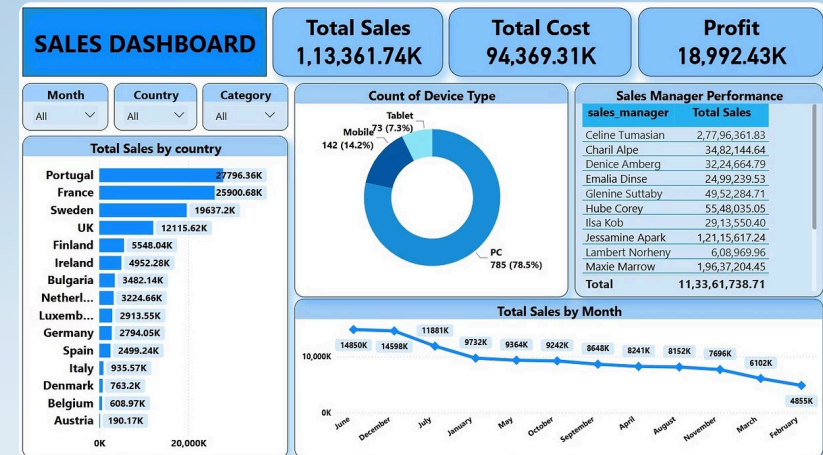 SALES DASHBOARD
Total Sales
1,13,361.74K
Total Cost
94,369.31K
Profit
18,992.43K
Month
All
Country
All
Category
All
Total Sales by country
Portugal 27796.36K
France 25900.68K
Sweden 19637.2K
UK 12115.62K
Finland 5548.04K
Ireland 4952.28K
Bulgaria 3482.14K
Netherl... 3224.66K
Luxemb... 2913.55K
Germany 2794.05K
Spain 2499.24K
Italy 935.57K
Denmark 763.2K
Belgium 608.97K
Austria 190.17K
0K 20,000K
Count of Device Type
Tablet
73 (7.3%)
Mobile
142 (14.2%)
PC
785 (78.5%)
Sales Manager Performance
sales_manager Total Sales
Celine Tumasian 2,77,96,361.83
Charil Alpe 34,82,144.64
Denice Amberg 32,24,664.79
Emalia Dinse 24,99,239.53
Glenine Suttaby 49,52,284.71
Hube Corey 55,48,035.05
Ilsa Kob 29,13,550.40
Jessamine Apark 1,21,15,617.24
Lambert Norheny 6,08,969.96
Maxie Marrow 1,96,37,204.45
Total 11,33,61,738.71
Total Sales by Month
10,000K
0K
14850K 14598K 11881K 9732K 9364K 9242K 8648K 8241K 8152K 7696K 6102K 4855K
June December July January May October September April August November March February